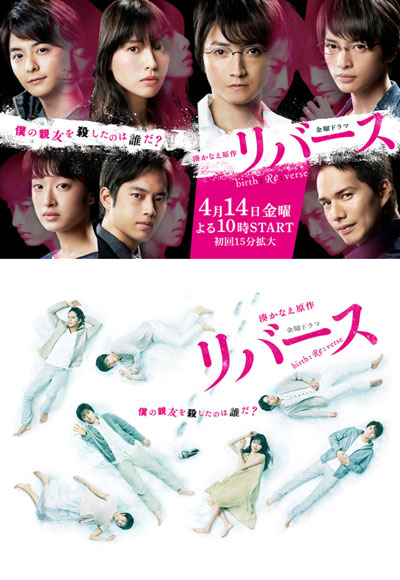 僕の親友を殺したのは誰だ?
湊かなえ原作
金曜ドラマ
リバース
birth : Re:verse
4月14日金曜
よる10時START
初回15分拡大
湊かなえ原作
金曜ドラマ
リバース
birth : Re:verse
僕の親友を殺したのは誰だ?